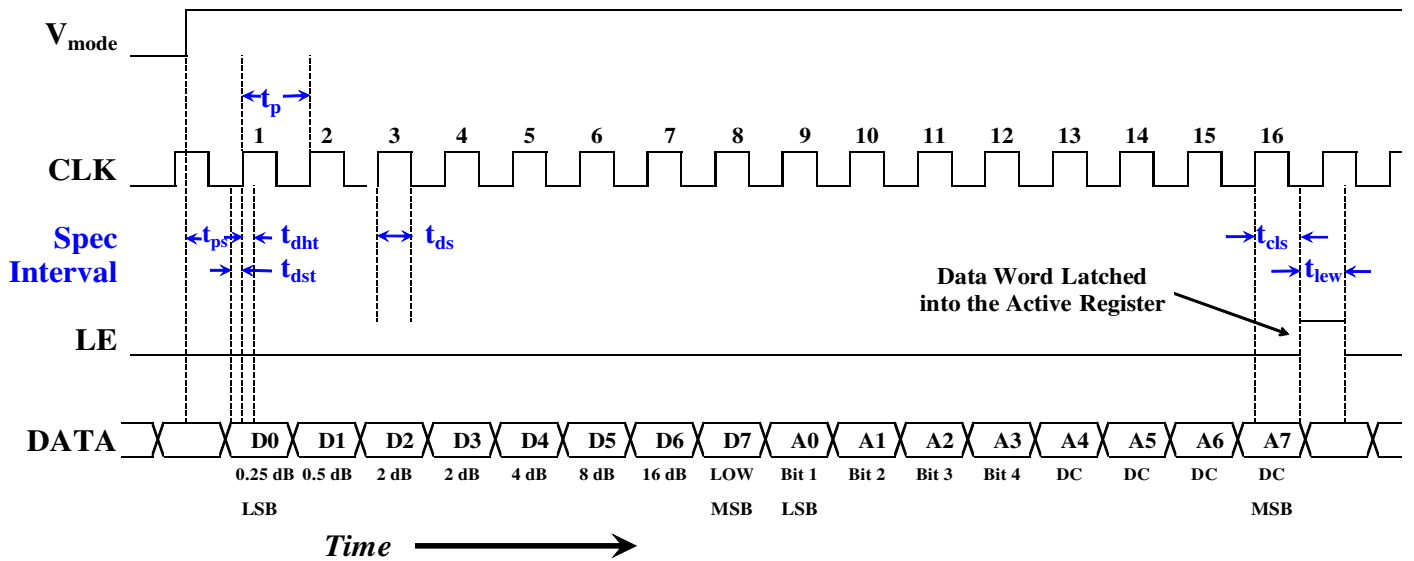 Vmode
tp
1 2 3 4 5 6 7 8 9 10 11 12 13 14 15 16
CLK
Spec
Interval
tps tdht tds tcls
tdst tlew
Data Word Latched
into the Active Register
LE
DATA D0 D1 D2 D3 D4 D5 D6 D7 A0 A1 A2 A3 A4 A5 A6 A7
0.25 dB 0.5 dB 2 dB 2 dB 4 dB 8 dB 16 dB LOW Bit 1 Bit 2 Bit 3 Bit 4 DC DC DC DC
LSB MSB LSB MSB
Time